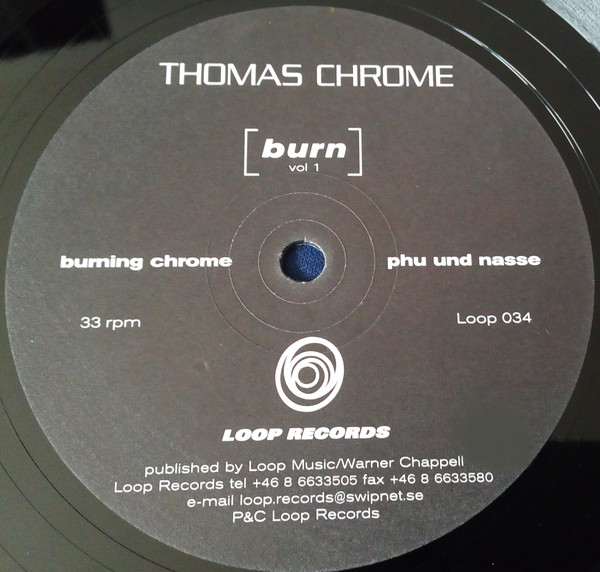 THOMAS CHROME
[burn]
vol 1
burning chrome
phu und nasse
33 rpm
Loop 034
LOOP RECORDS
published by Loop Music/Warner Chappell
Loop Records tel +46 8 6633505 fax +46 8 6633580
e-mail loop.records@swipnet.se
P&C Loop Records